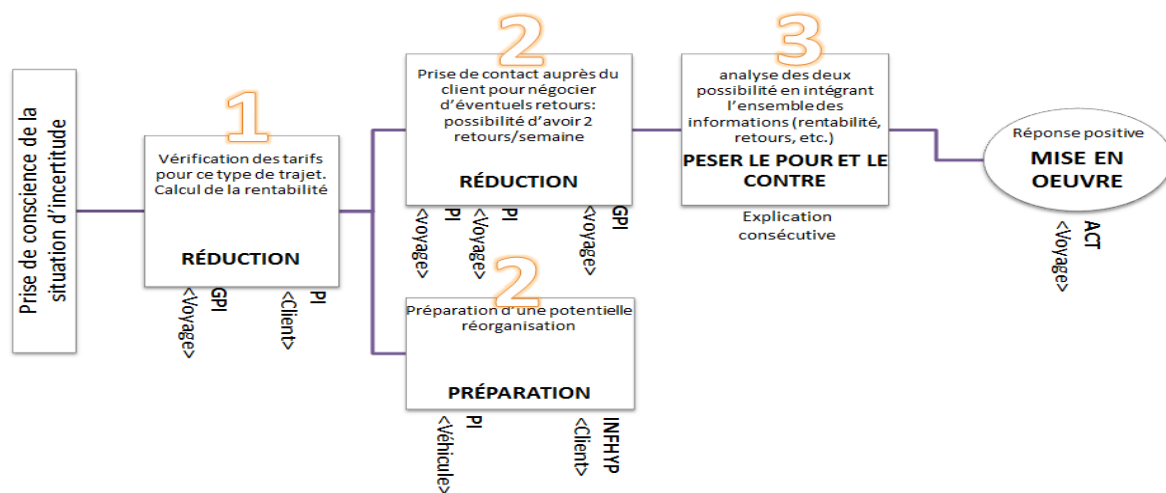 Prise de conscience de la
situation d'incertitude
1
Vérification des tarifs
pour ce type de trajet.
Calcul de la rentabilité
RÉDUCTION
GPI
<Voyage>
PI
<Client>
2
Prise de contact auprès du
client pour négocier
d'éventuels retours:
possibilité d'avoir 2
retours/semaine
RÉDUCTION
PI
<voyage>
PI
<Voyage>
GPI
<voyage>
2
Préparation d'une potentielle
réorganisation
PRÉPARATION
PI
<Véhicule>
INFHYP
<Client>
3
analyse des deux
possibilité en intégrant
l'ensemble des
informations (rentabilité,
retours, etc.)
PESER LE POUR ET LE
CONTRE
Explication
consécutive
Réponse positive
MISE EN
OEUVRE
ACT
<Voyage>